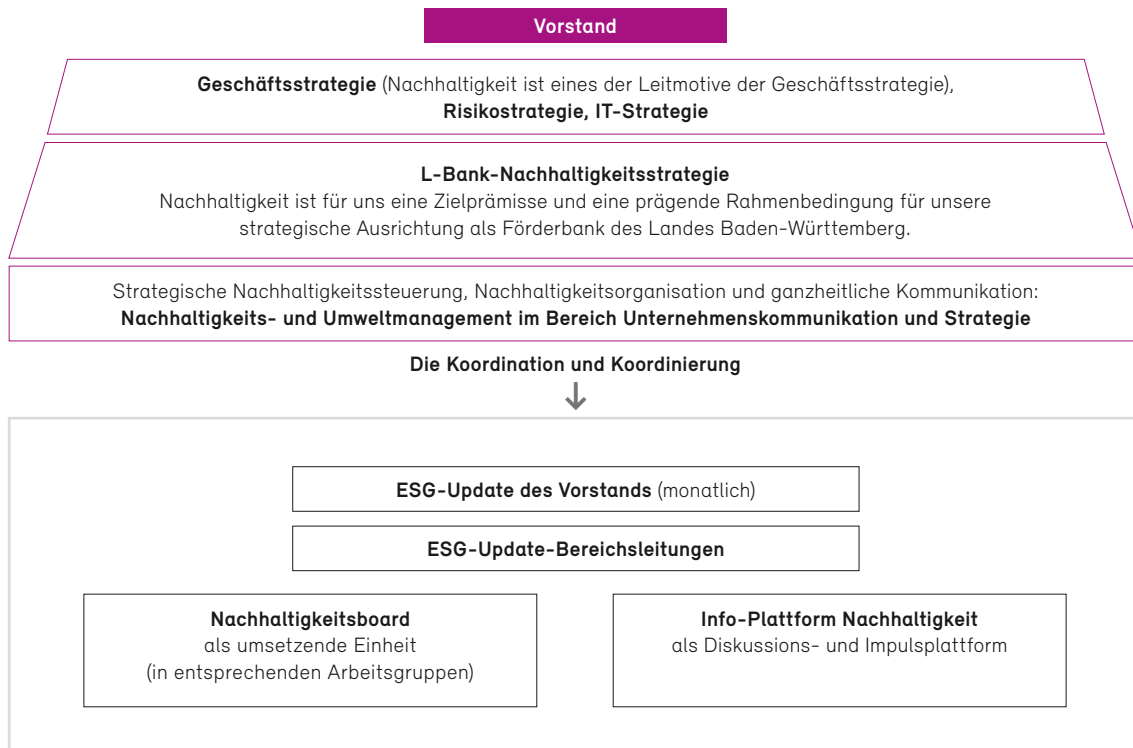 Vorstand
Geschäftsstrategie (Nachhaltigkeit ist eines der Leitmotive der Geschäftsstrategie),
Risikostrategie, IT-Strategie
L-Bank-Nachhaltigkeitsstrategie
Nachhaltigkeit ist für uns eine Zielprämisse und eine prägende Rahmenbedingung für unsere
strategische Ausrichtung als Förderbank des Landes Baden-Württemberg.
Strategische Nachhaltigkeitssteuerung, Nachhaltigkeitsorganisation und ganzheitliche Kommunikation:
Nachhaltigkeits- und Umweltmanagement im Bereich Unternehmenskommunikation und Strategie
Die Koordination und Koordinierung
ESG-Update des Vorstands (monatlich)
ESG-Update-Bereichsleitungen
Nachhaltigkeitsboard
als umsetzende Einheit
(in entsprechenden Arbeitsgruppen)
Info-Plattform Nachhaltigkeit
als Diskussions- und Impulsplattform